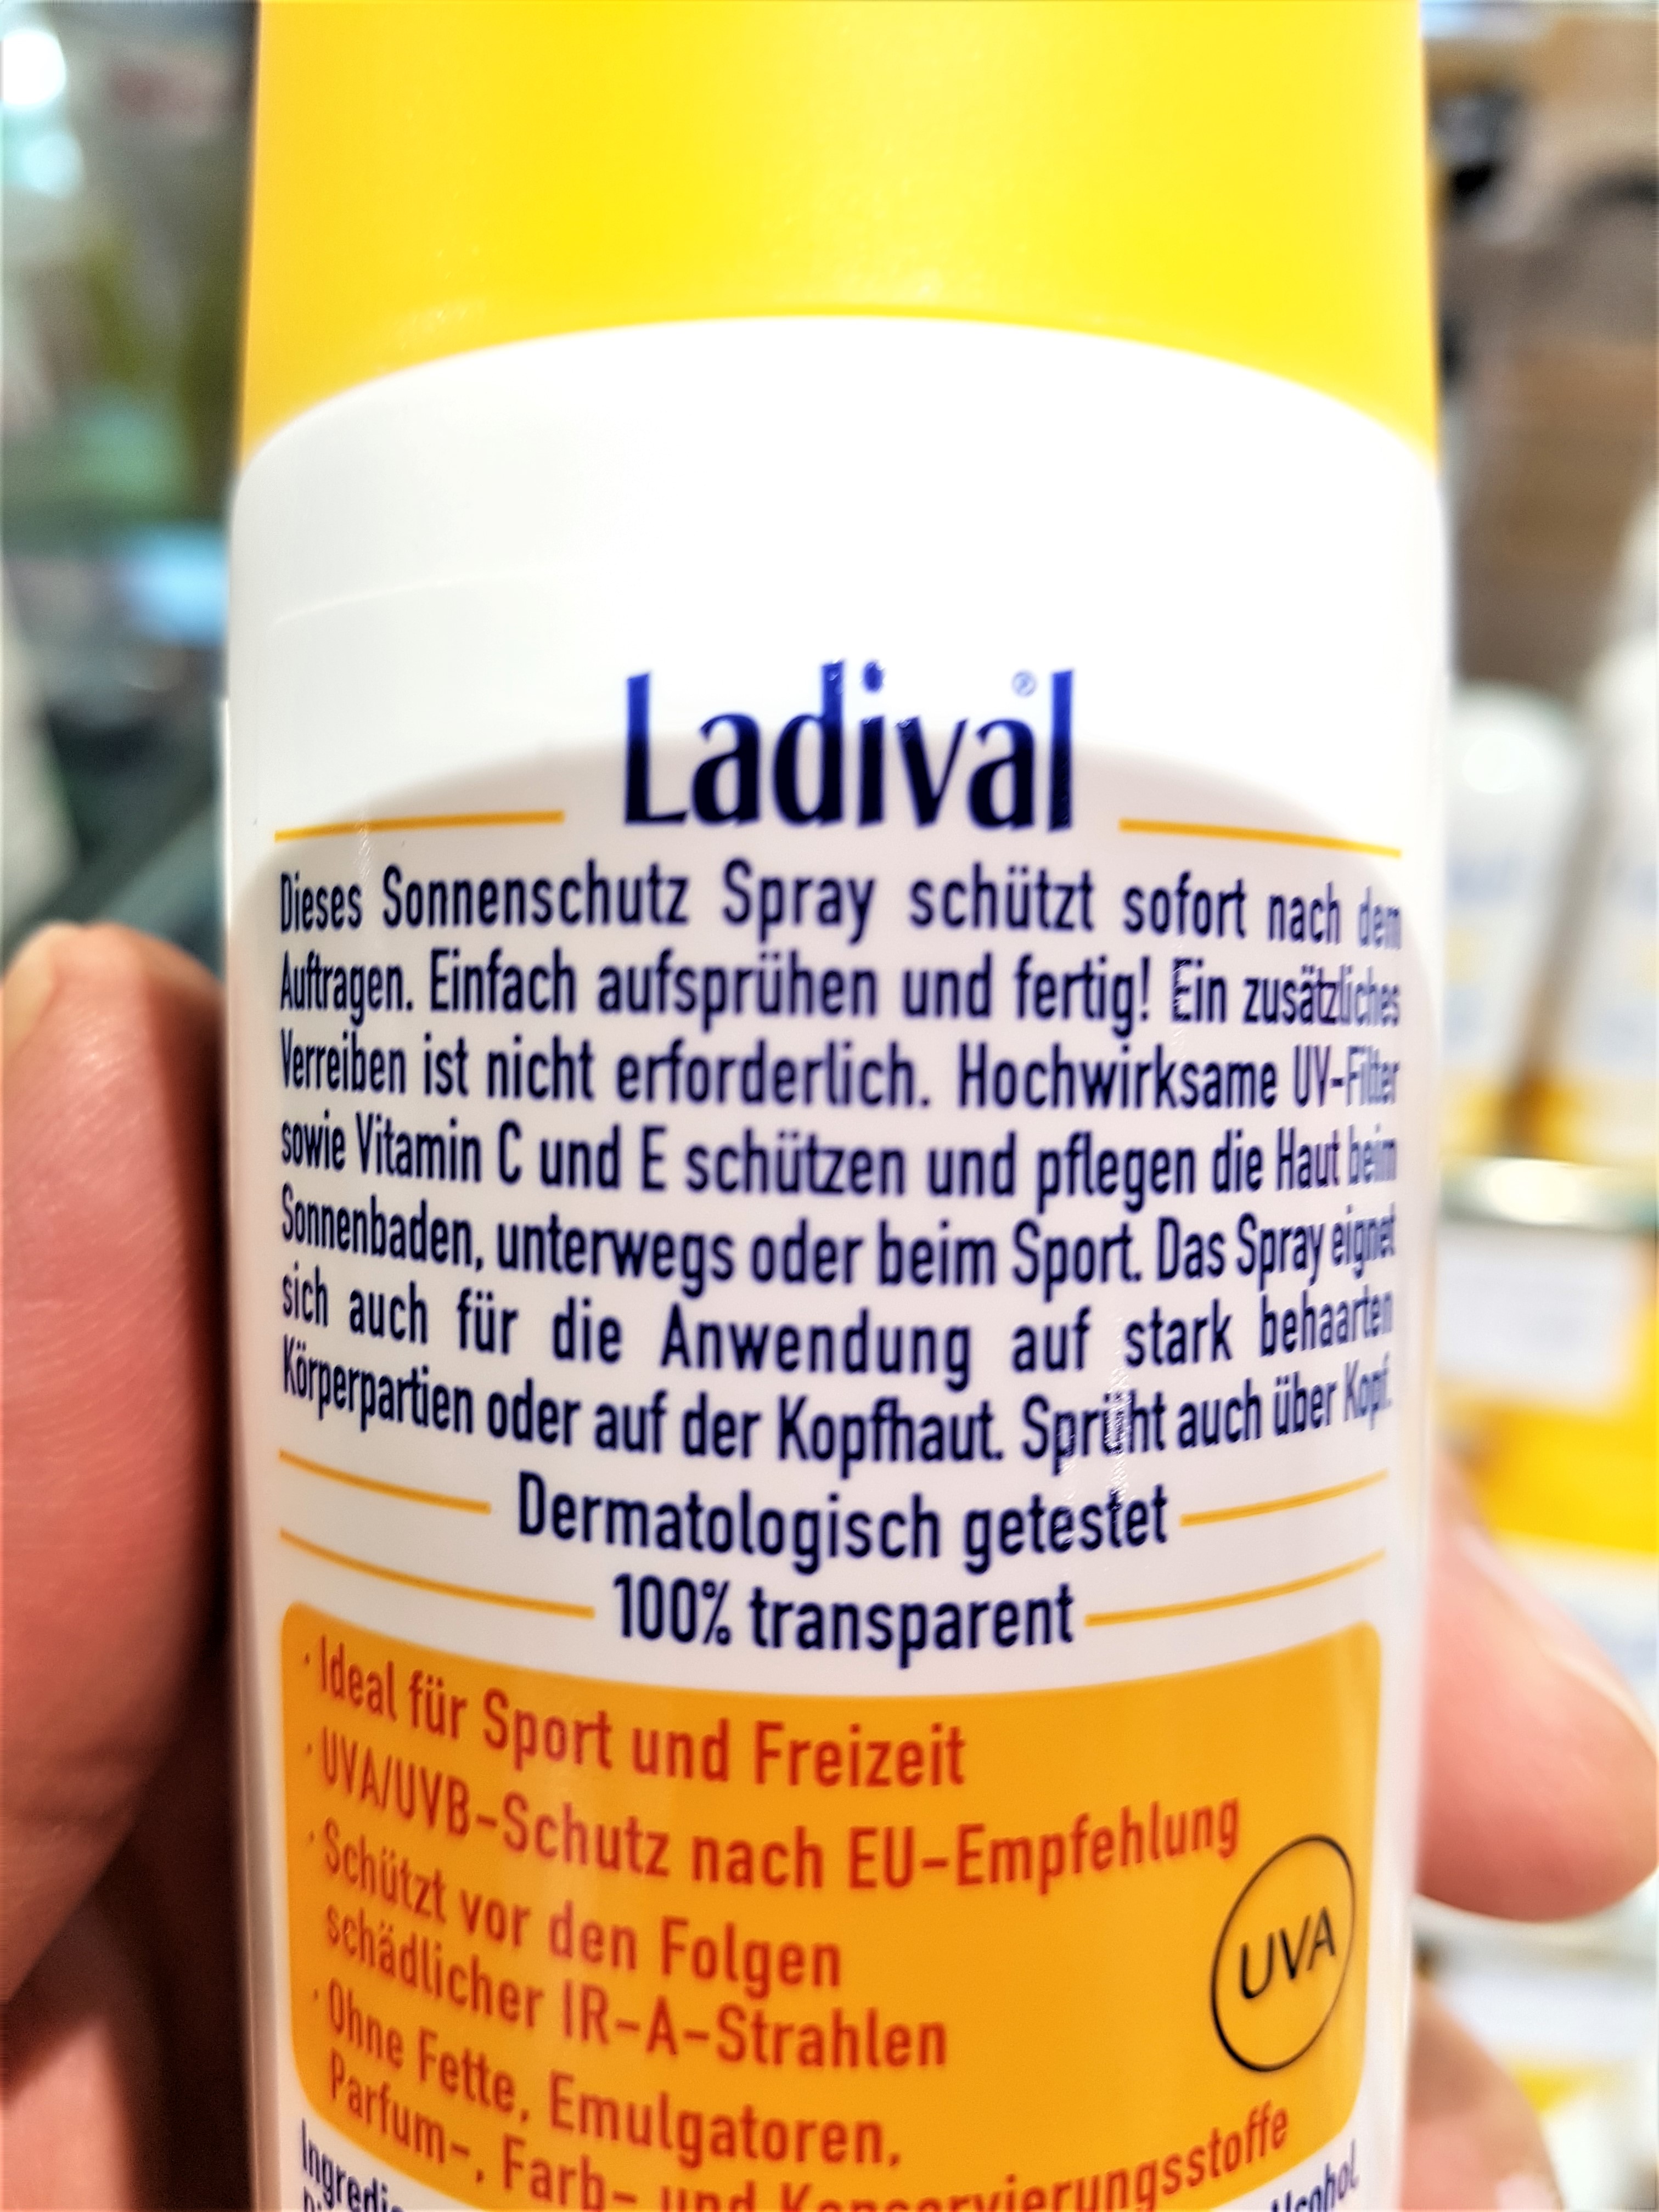 Ladival®
Dieses Sonnenschutz Spray schützt sofort nach dem
Auftragen. Einfach aufsprühen und fertig! Ein zusätzliches
Verreiben ist nicht erforderlich. Hochwirksame UV-Filter
sowie Vitamin C und E schützen und pflegen die Haut beim
Sonnenbaden, unterwegs oder beim Sport. Das Spray eignet
sich auch für die Anwendung auf stark behaarten
Körperpartien oder auf der Kopfhaut. Sprüht auch über Kopf.
Dermatologisch getestet
100% transparent
· Ideal für Sport und Freizeit
· UVA/UVB-Schutz nach EU-Empfehlung
· Schützt vor den Folgen
schädlicher IR-A-Strahlen
· Ohne Fette, Emulgatoren,
Parfum-, Farb- und Konservierungsstoffe
UVA
Alcohol,